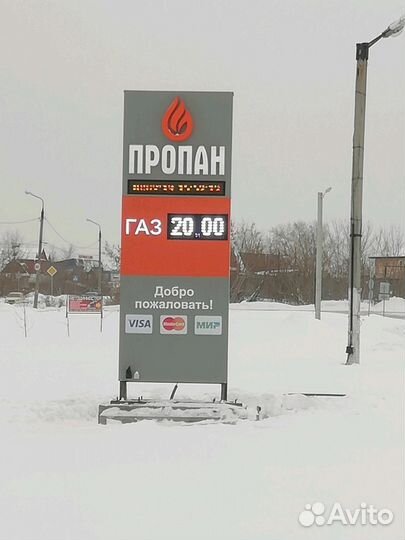 ПРОПАН
ГАЗ 20.00
Добро
пожаловать!
VISA MasterCard МИР
Avito